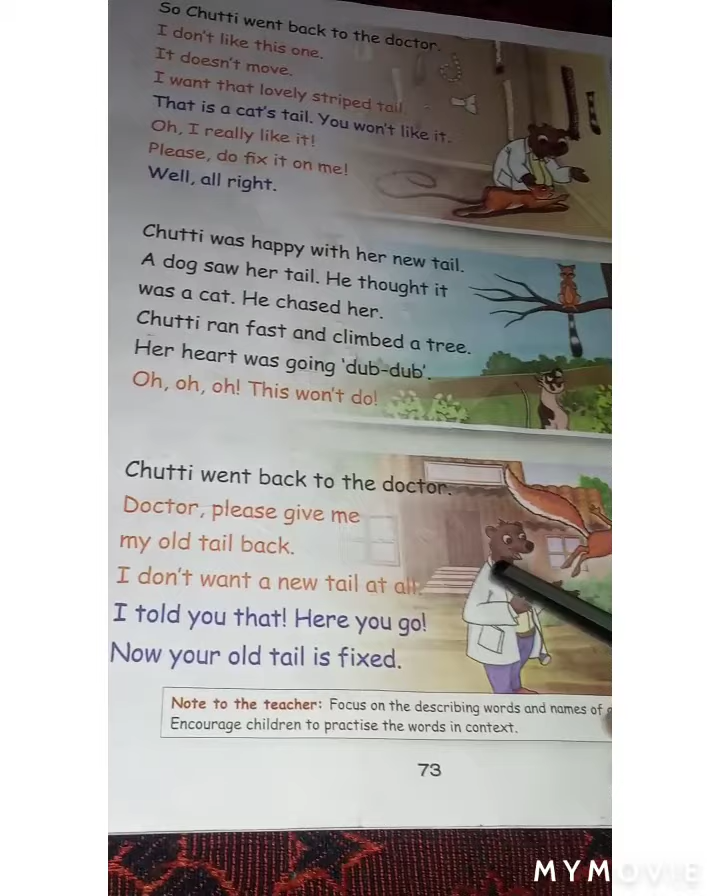 So Chutti went back to the doctor.
I don't like this one.
It doesn't move.
I want that lovely striped tail.
That is a cat's tail. You won't like it.
Oh, I really like it!
Please, do fix it on me!
Well, all right.
Chutti was happy with her new tail.
A dog saw her tail. He thought it
was a cat. He chased her.
Chutti ran fast and climbed a tree.
Her heart was going 'dub-dub'.
Oh, oh, oh! This won't do!
Chutti went back to the doctor.
Doctor, please give me
my old tail back.
I don't want a new tail at all.
I told you that! Here you go!
Now your old tail is fixed.
Note to the teacher: Focus on the describing words and names of
Encourage children to practise the words in context.
73
MYMOVIE